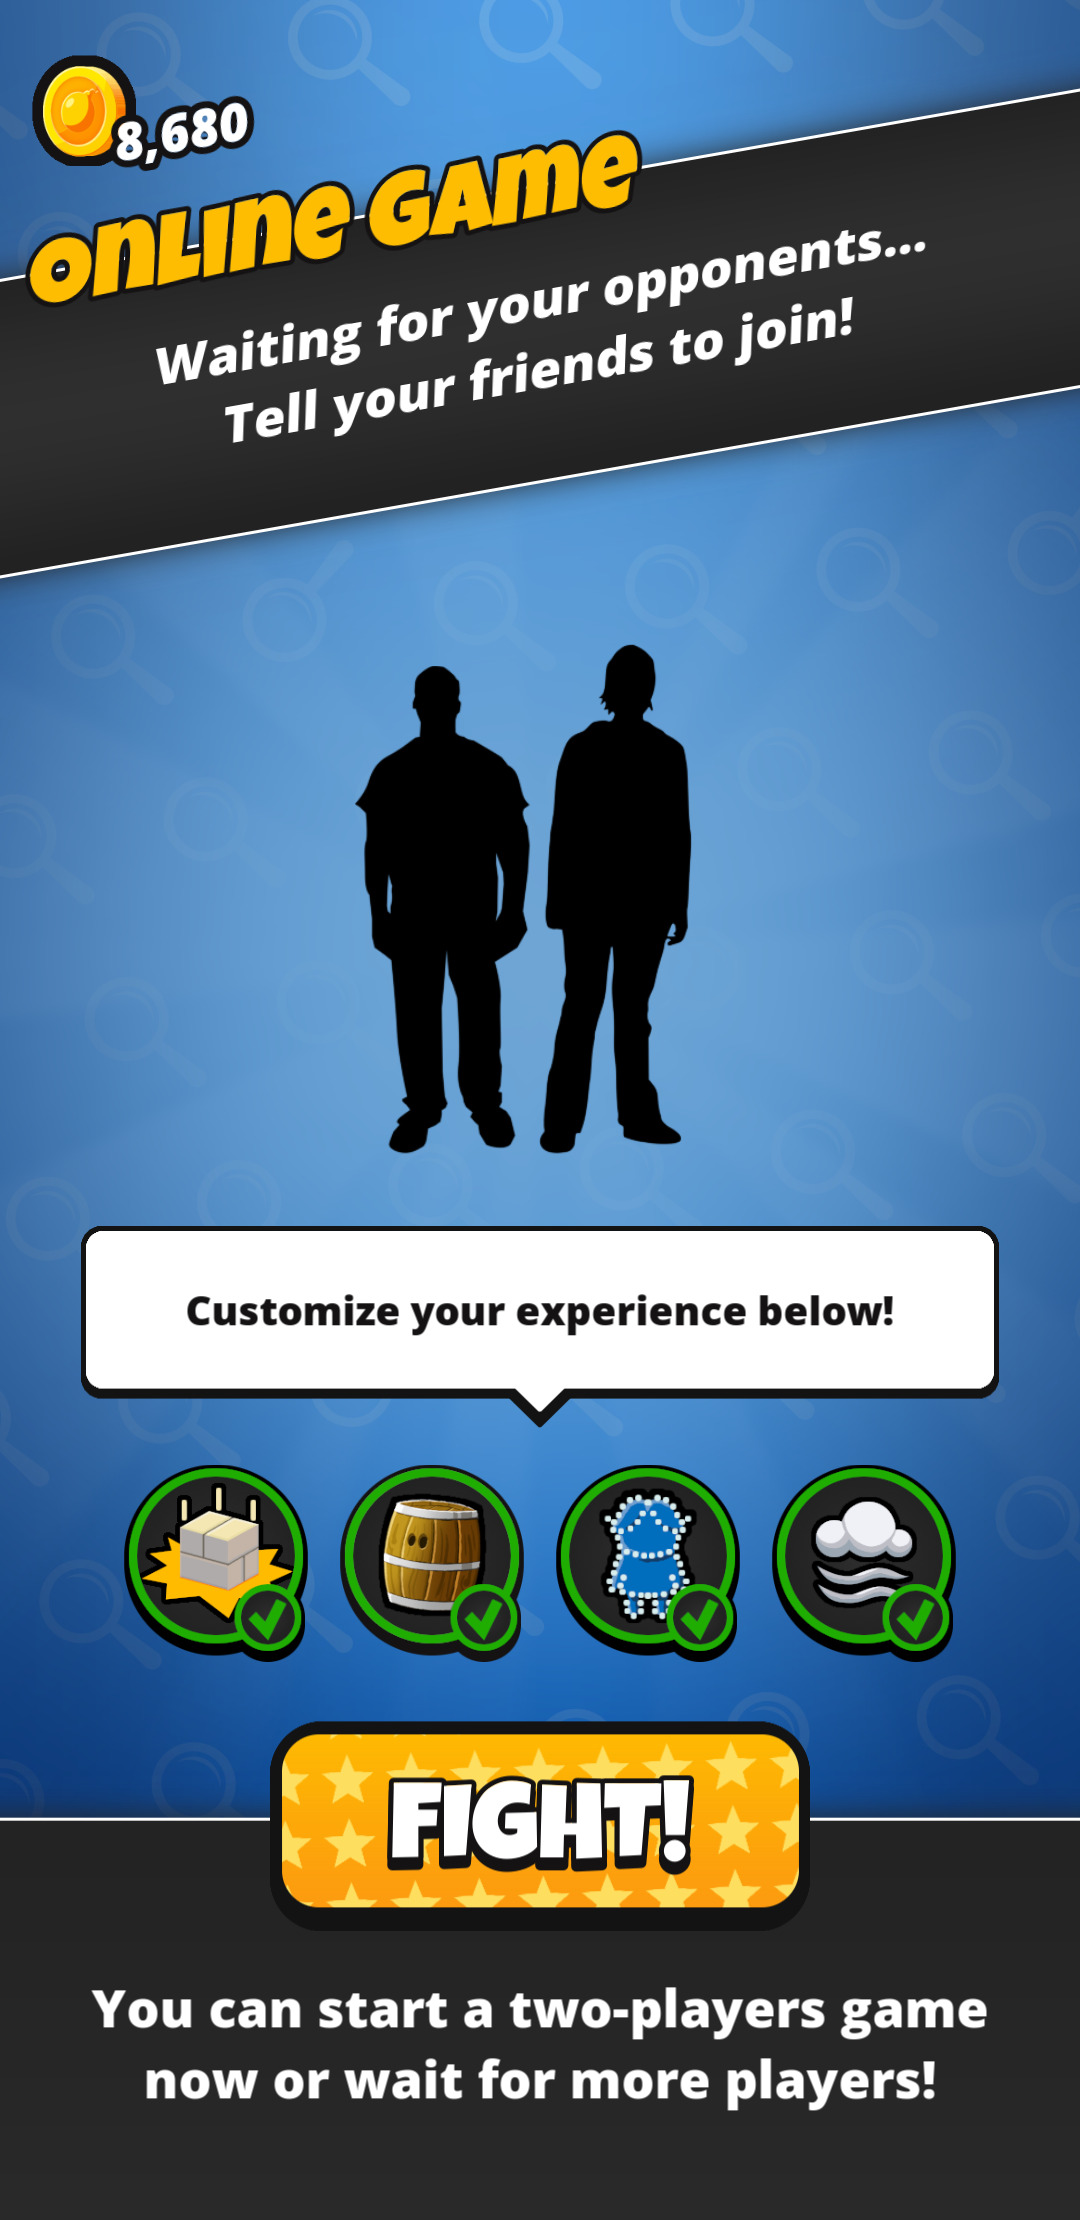 8,680
ONLINE GAME
Waiting for your opponents...
Tell your friends to join!
Customize your experience below!
FIGHT!
You can start a two-players game
now or wait for more players!